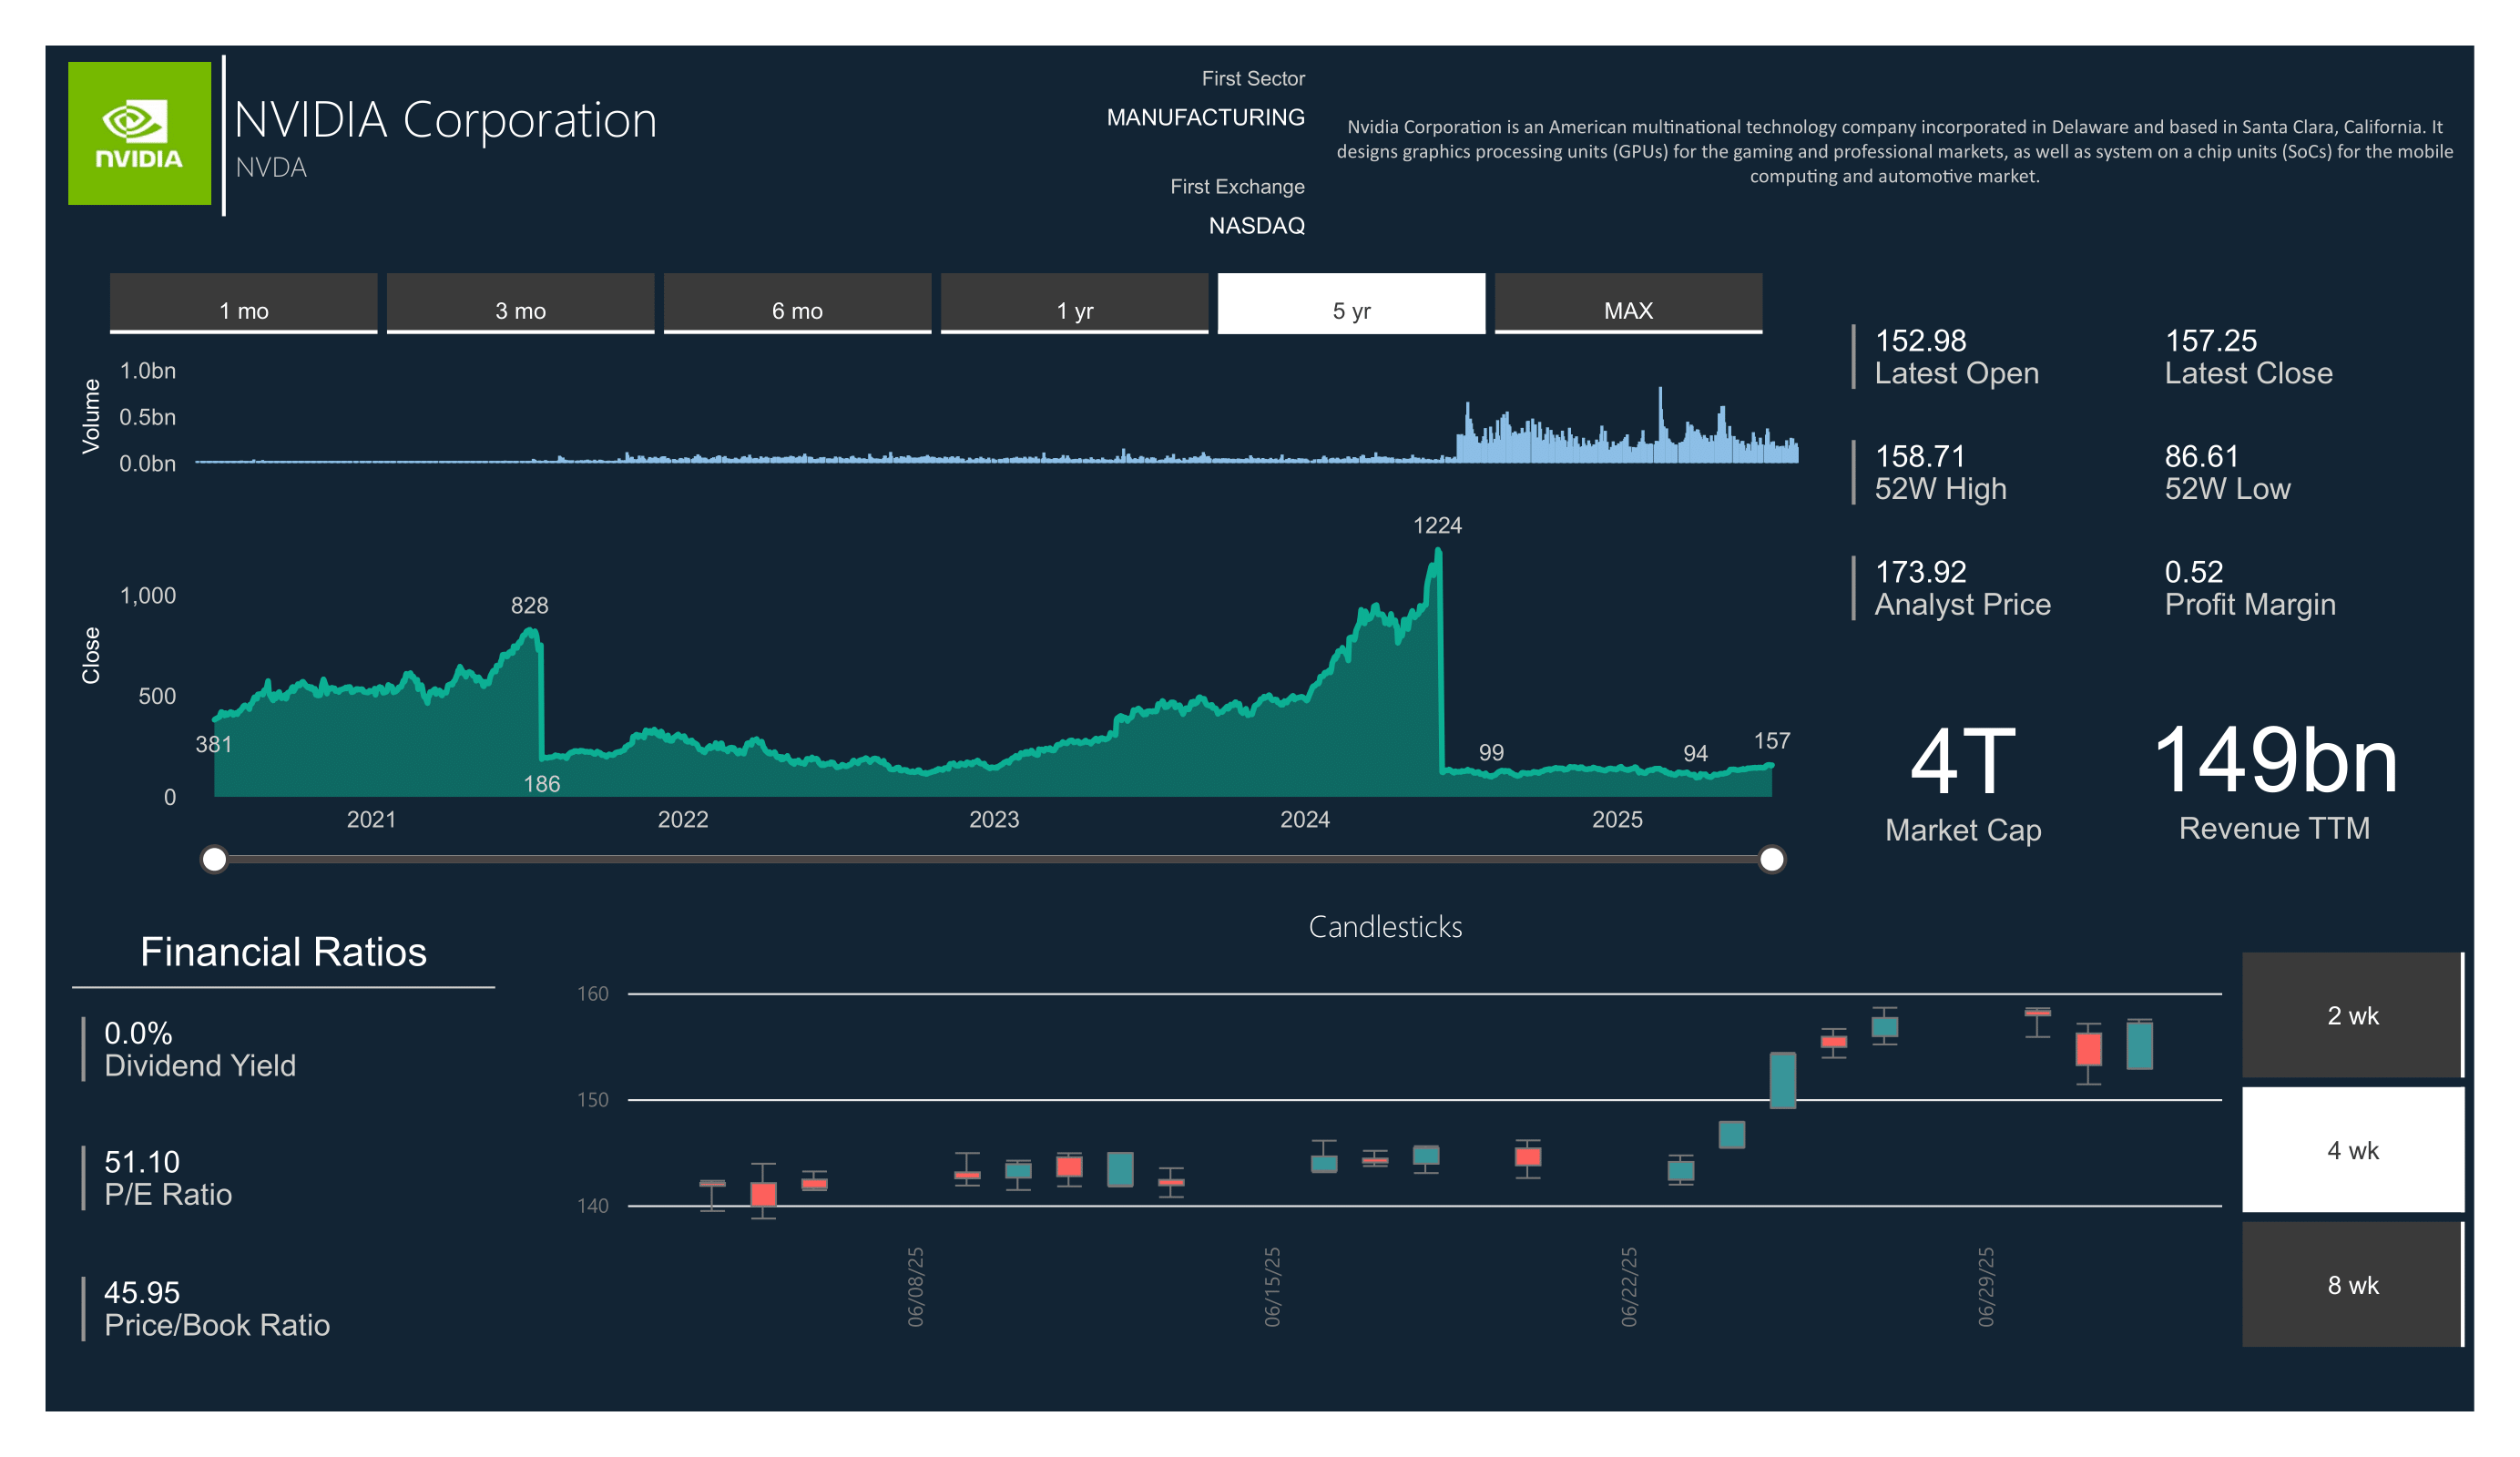 NVIDIA
NVIDIA Corporation
NVDA
First Sector
MANUFACTURING
First Exchange
NASDAQ
Nvidia Corporation is an American multinational technology company incorporated in Delaware and based in Santa Clara, California. It
designs graphics processing units (GPUs) for the gaming and professional markets, as well as system on a chip units (SoCs) for the mobile
computing and automotive market.
1 mo
3 mo
6 mo
1 yr
5 yr
MAX
Volume
1.0bn
0.5bn
0.0bn
Close
1,000
500
0
381
828
186
1224
99
94
157
2021
2022
2023
2024
2025
152.98
Latest Open
157.25
Latest Close
158.71
52W High
86.61
52W Low
173.92
Analyst Price
0.52
Profit Margin
4T
Market Cap
149bn
Revenue TTM
Financial Ratios
0.0%
Dividend Yield
51.10
P/E Ratio
45.95
Price/Book Ratio
Candlesticks
160
150
140
06/08/25
06/15/25
06/22/25
06/29/25
2 wk
4 wk
8 wk